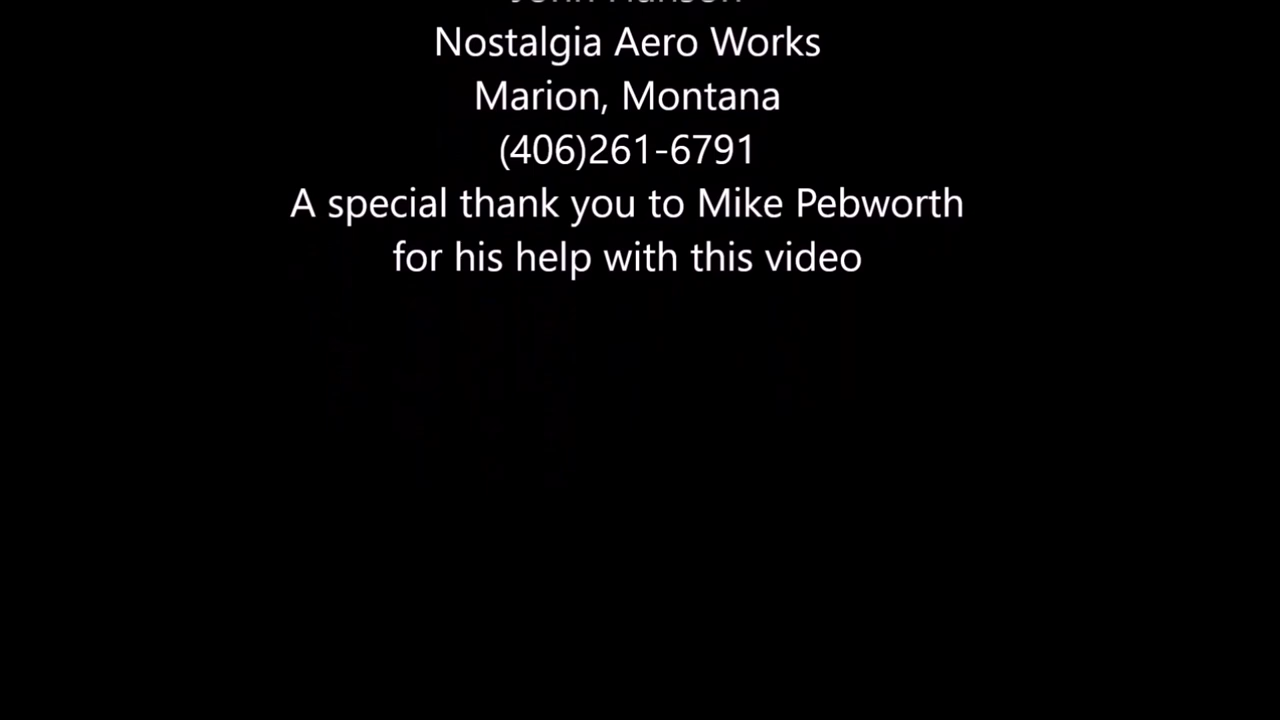 Nostalgia Aero Works
Marion, Montana
(406)261-6791
A special thank you to Mike Pebworth
for his help with this video